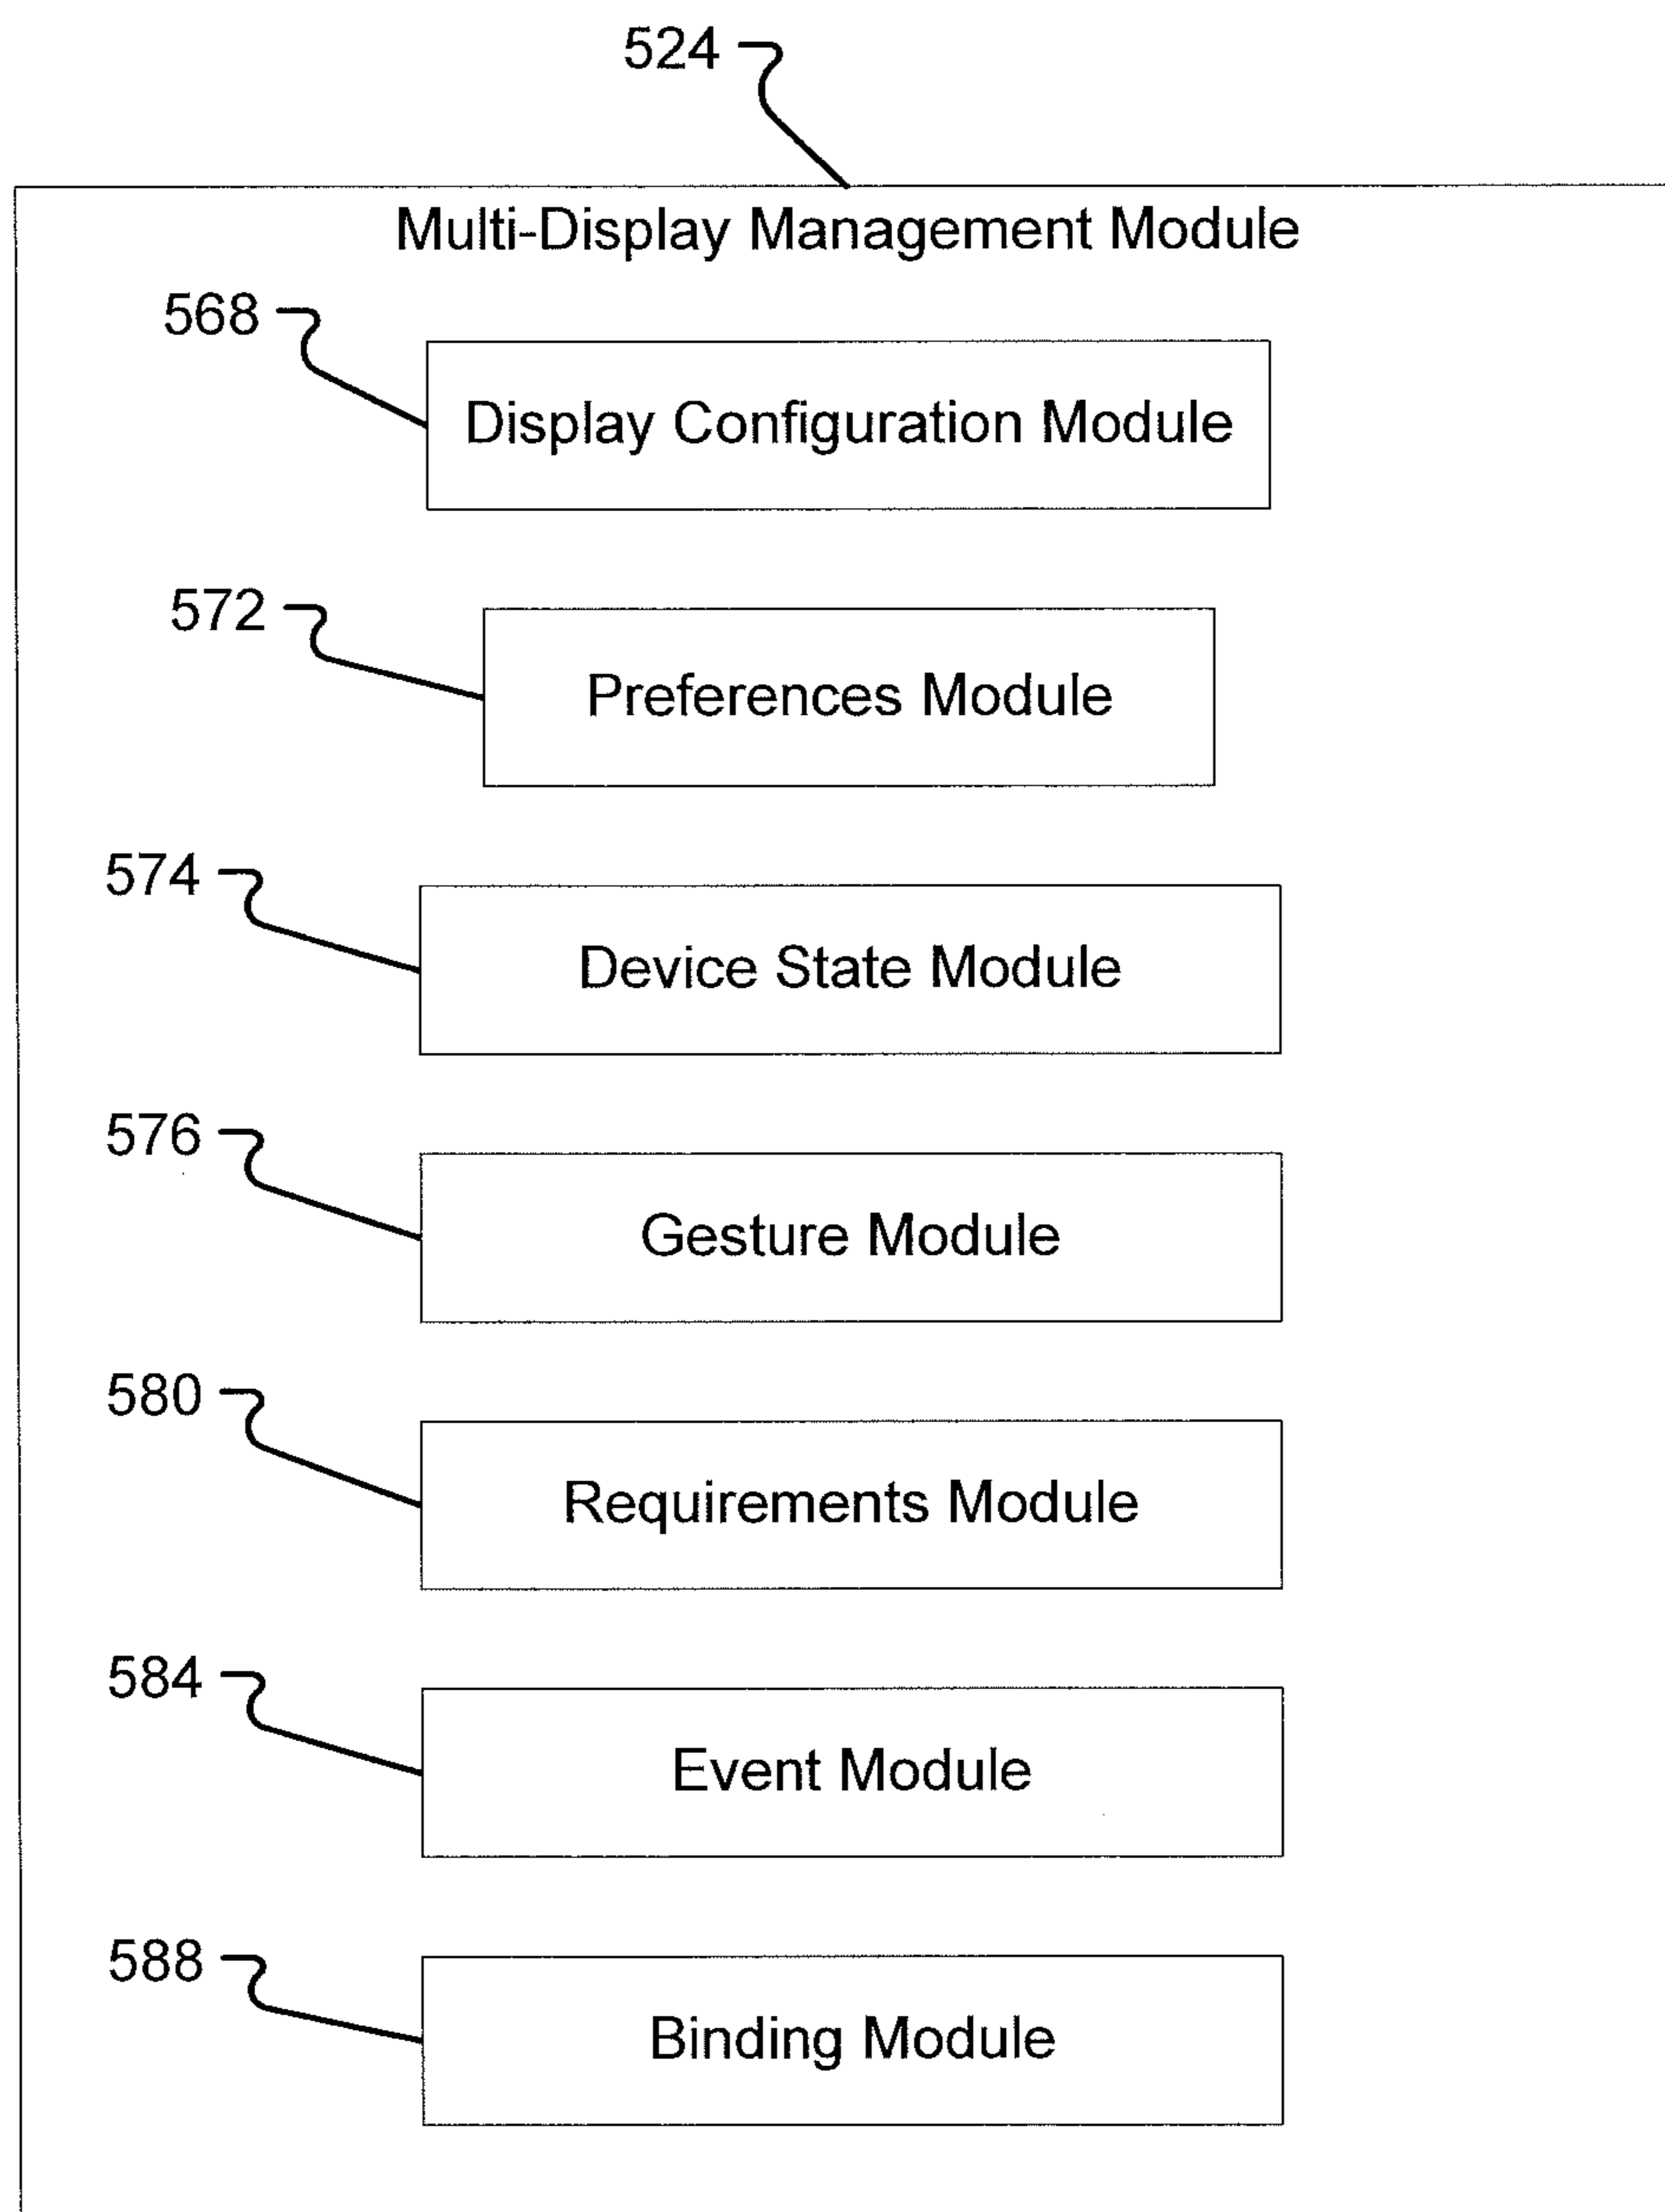 524
Multi-Display Management Module
568
Display Configuration Module
572
Preferences Module
574
Device State Module
576
Gesture Module
580
Requirements Module
584
Event Module
588
Binding Module